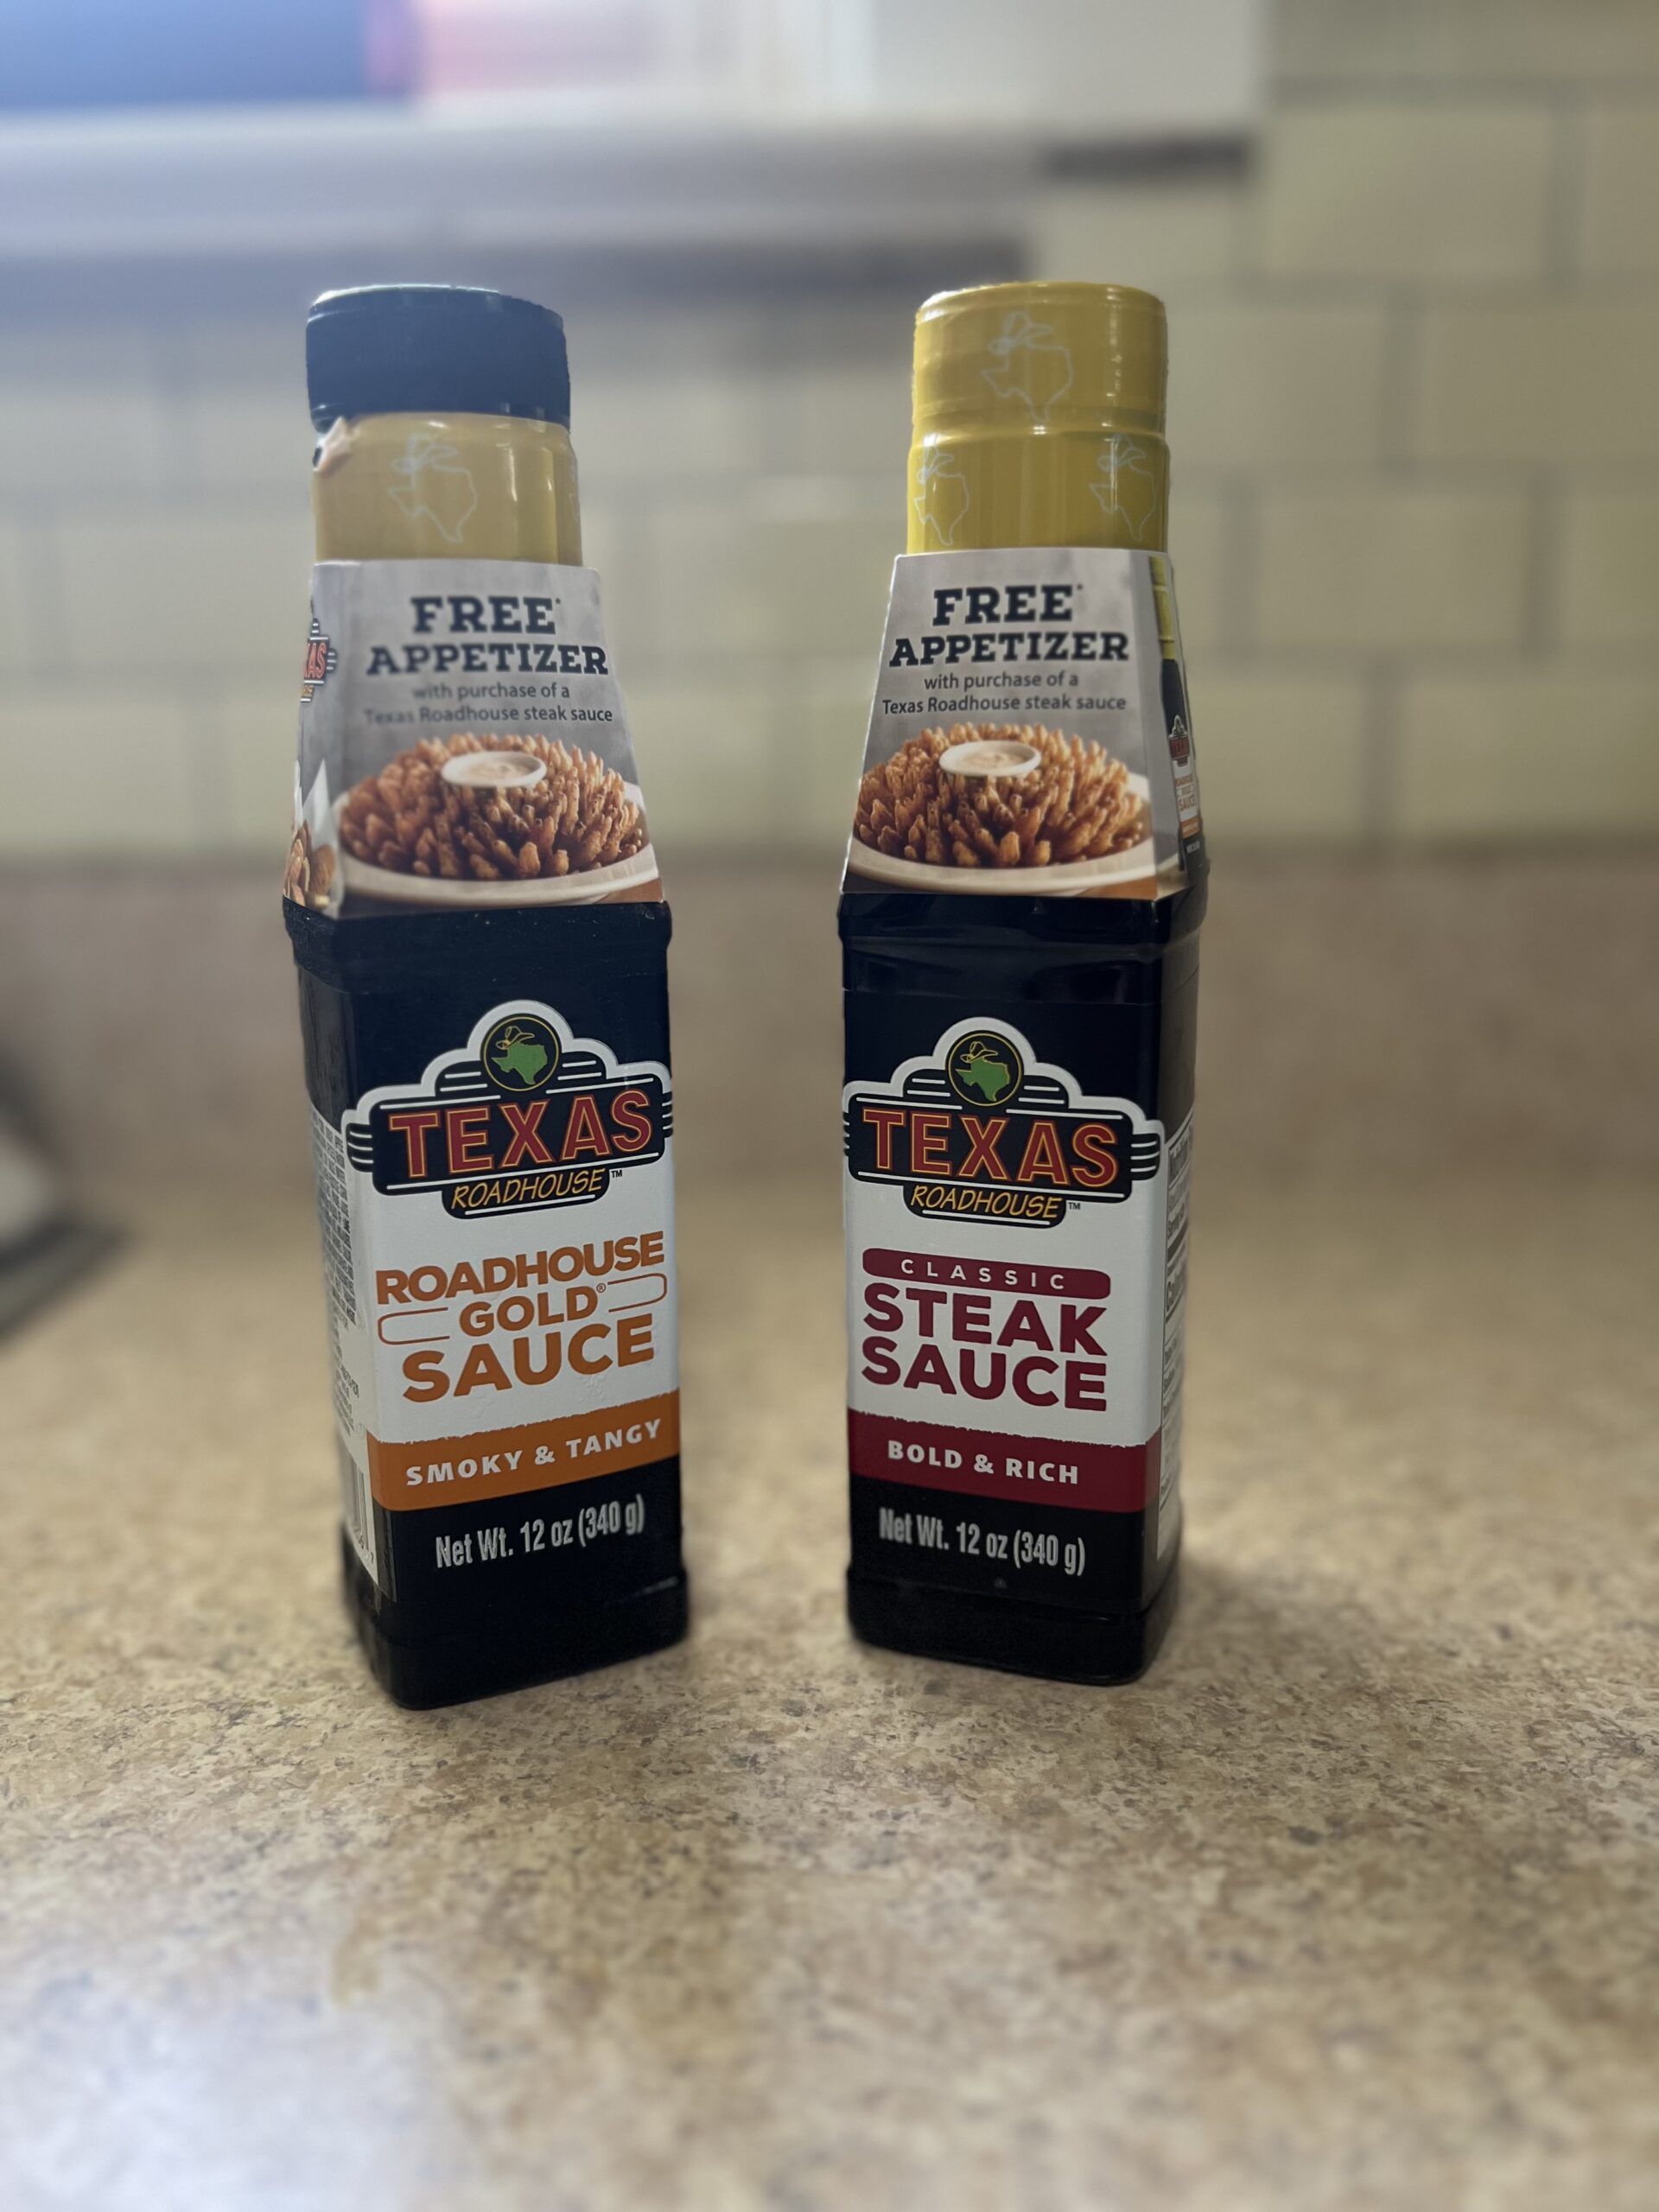 FREE*
APPETIZER
with purchase of a
Texas Roadhouse steak sauce
TEXAS
ROADHOUSE™
ROADHOUSE
GOLD®
SAUCE
SMOKY & TANGY
Net Wt. 12 oz (340 g)
FREE*
APPETIZER
with purchase of a
Texas Roadhouse steak sauce
TEXAS
ROADHOUSE™
CLASSIC
STEAK
SAUCE
BOLD & RICH
Net Wt. 12 oz (340 g)